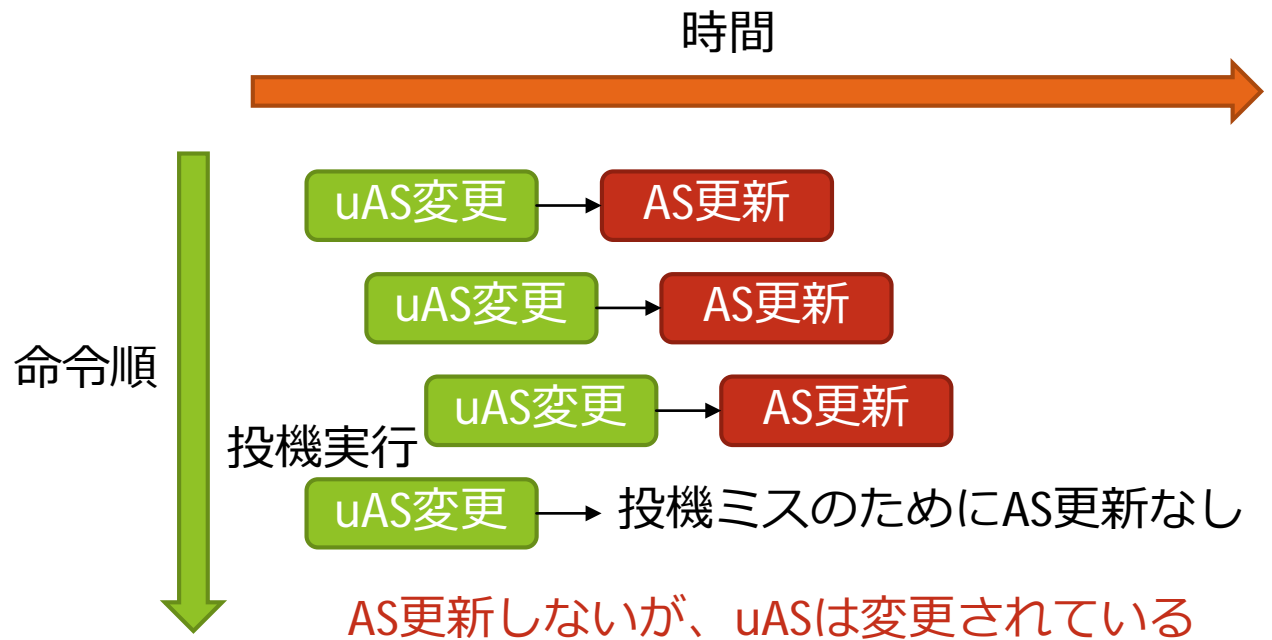 時間
uAS変更
AS更新
uAS変更
AS更新
命令順
uAS変更
AS更新
投機実行
uAS変更
投機ミスのためにAS更新なし
AS更新しないが、uASは変更されている